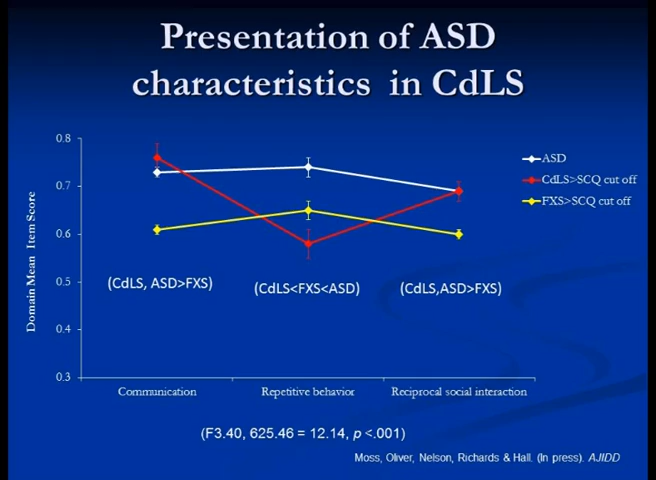 Presentation of ASD
characteristics in CdLS
0.8
0.7
0.6
0.5
0.4
0.3
Domain Mean Item Score
ASD
CdLS>SCQ cut off
FXS>SCQ cut off
(CdLS, ASD>FXS)
(CdLS<FXS<ASD)
(CdLS,ASD>FXS)
Communication
Repetitive behavior
Reciprocal social interaction
(F3.40, 625.46 = 12.14, p <.001)
Moss, Oliver, Nelson, Richards & Hall. (In press). AJIDD